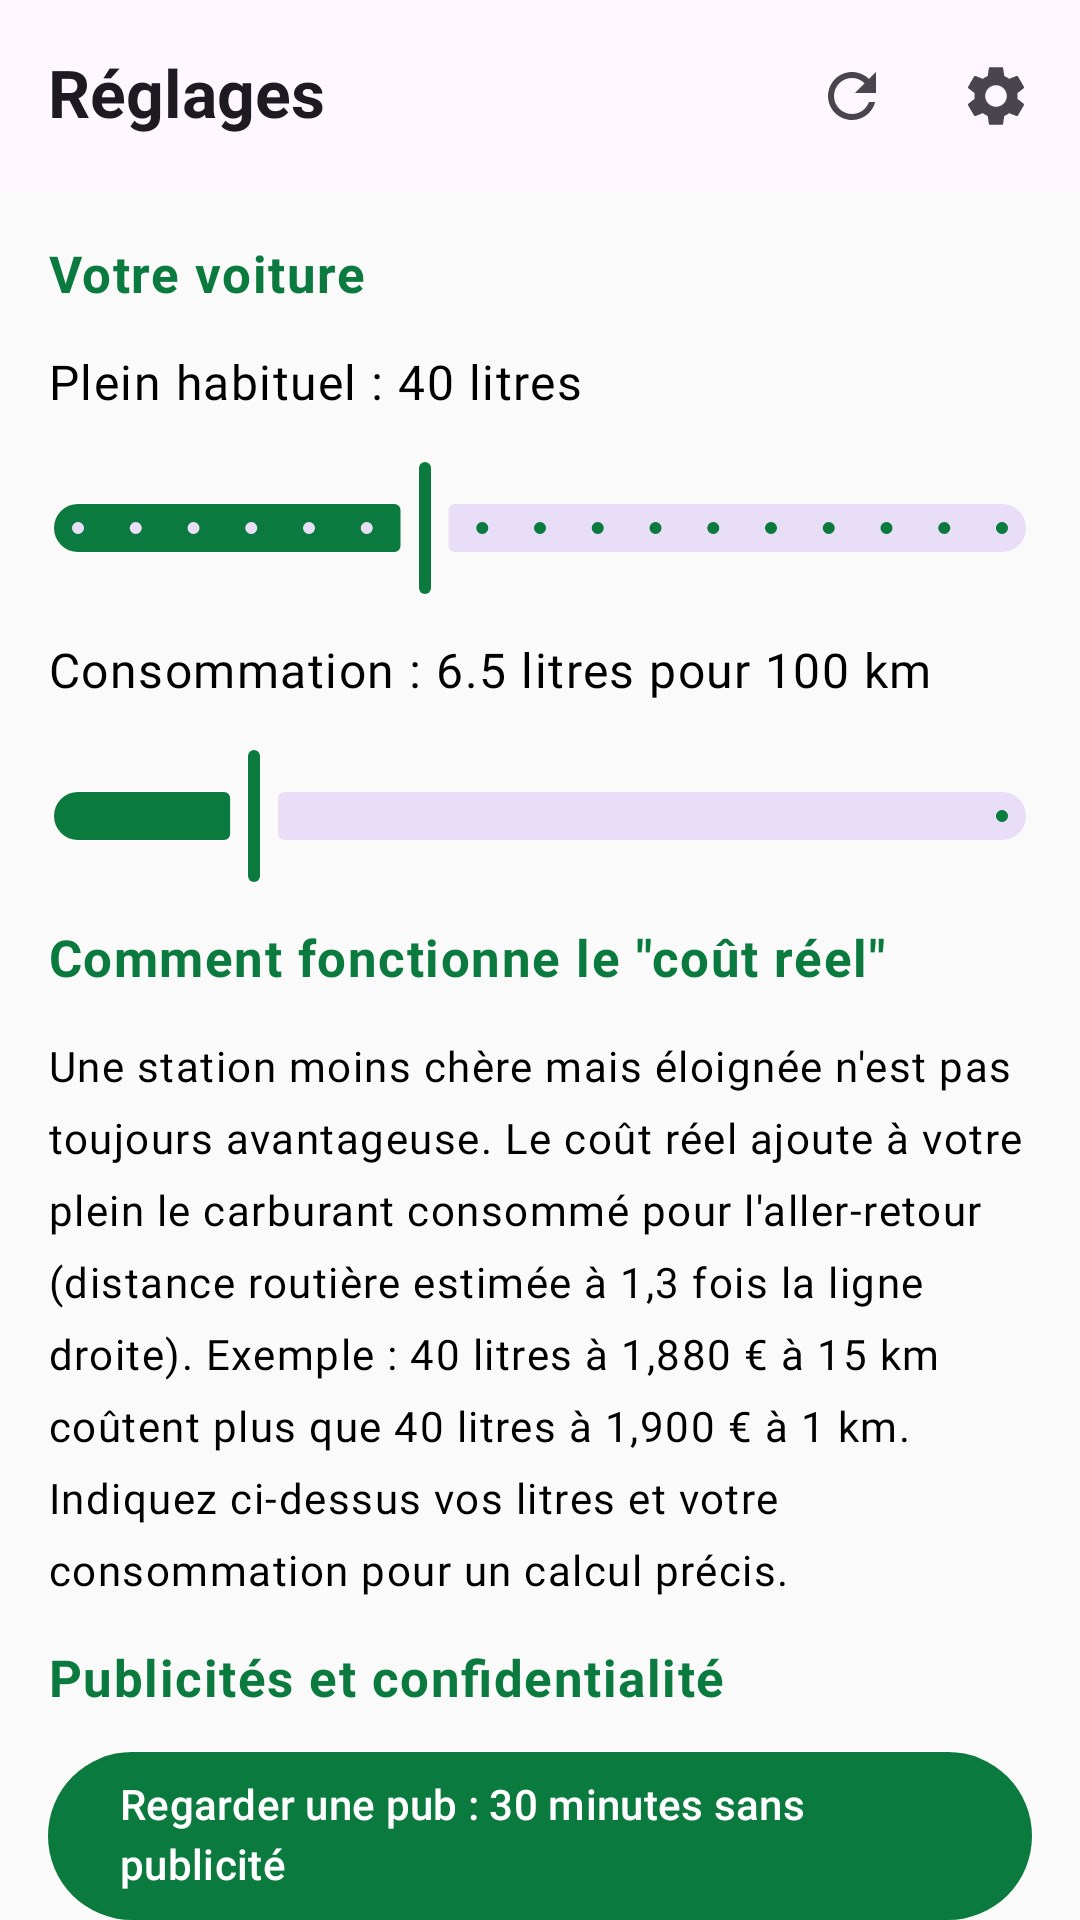 Réglages
Votre voiture
Plein habituel : 40 litres
Consommation : 6.5 litres pour 100 km
Comment fonctionne le "coût réel"
Une station moins chère mais éloignée n'est pas
toujours avantageuse. Le coût réel ajoute à votre
plein le carburant consommé pour l'aller-retour
(distance routière estimée à 1,3 fois la ligne
droite). Exemple : 40 litres à 1,880 € à 15 km
coûtent plus que 40 litres à 1,900 € à 1 km.
Indiquez ci-dessus vos litres et votre
consommation pour un calcul précis.
Publicités et confidentialité
Regarder une pub : 30 minutes sans
publicité